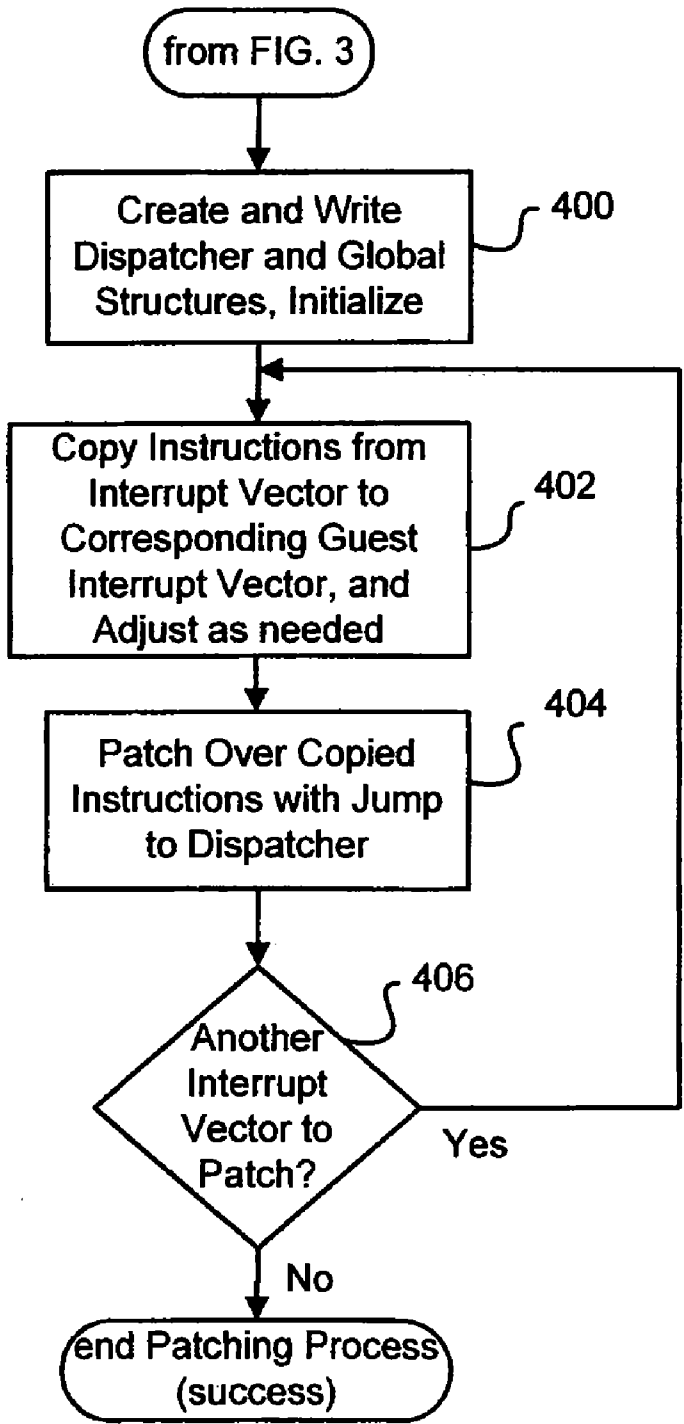 from FIG. 3
Create and Write
Dispatcher and Global
Structures, Initialize
400
Copy Instructions from
Interrupt Vector to
Corresponding Guest
Interrupt Vector, and
Adjust as needed
402
Patch Over Copied
Instructions with Jump
to Dispatcher
404
Another
Interrupt
Vector to
Patch?
406
Yes
No
end Patching Process
(success)